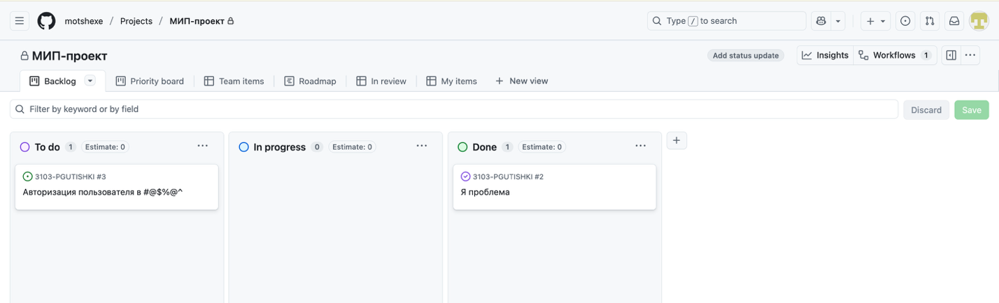 motshexe / Projects / МИП-проект
Type / to search
МИП-проект
Add status update
Insights
Workflows 1
Backlog
Priority board
Team items
Roadmap
In review
My items
+ New view
Filter by keyword or by field
Discard
Save
To do 1 Estimate: 0
3103-PGUTISHKI #3
Авторизация пользователя в #@$%@^
In progress 0 Estimate: 0
Done 1 Estimate: 0
3103-PGUTISHKI #2
Я проблема